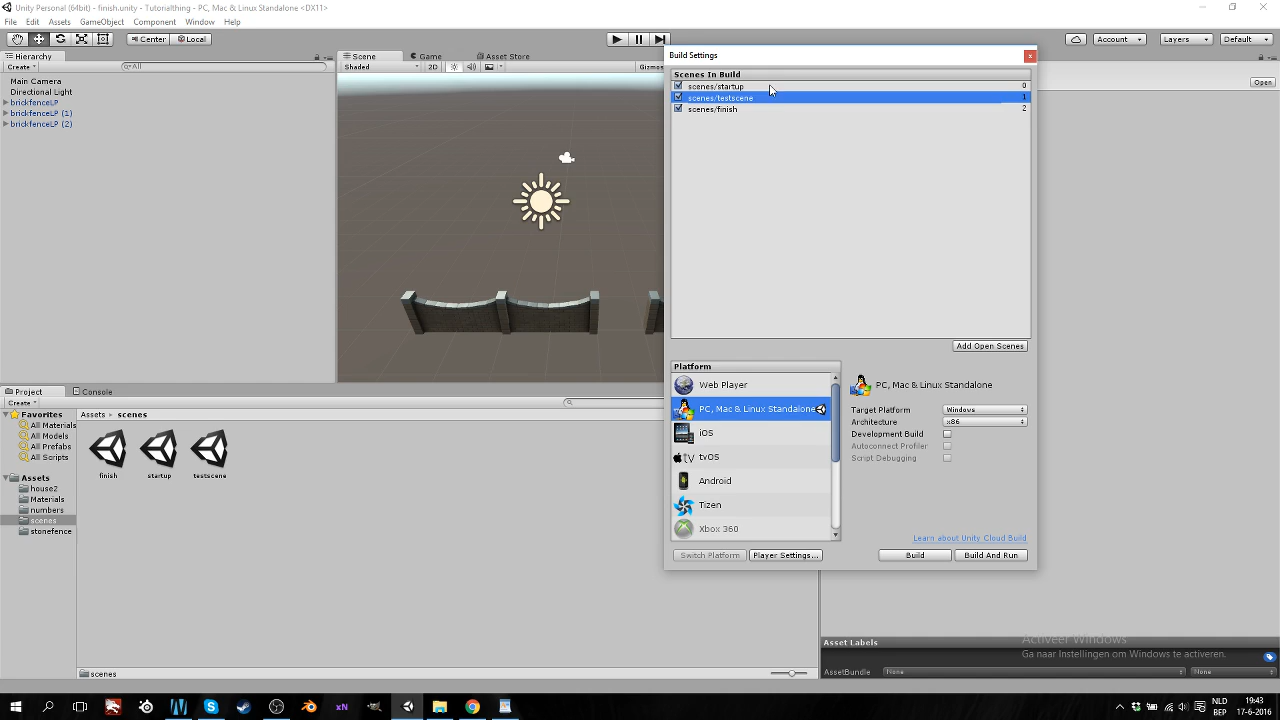 Unity Personal (64bit) - finish.unity - Tutorialthing - PC, Mac & Linux Standalone <DX11>
File Edit Assets GameObject Component Window Help
Center Local Account Layers Default
Hierarchy
Create All
Main Camera
Directional Light
brickfenceLP
brickfenceLP (1)
brickfenceLP (2)
Scene Game Asset Store
Shaded 2D Gizmos
Open
Build Settings
Scenes In Build
scenes/startup 0
scenes/testscene 1
scenes/finish 2
Add Open Scenes
Platform
Web Player
PC, Mac & Linux Standalone
iOS
tvOS
Android
Tizen
Xbox 360
PC, Mac & Linux Standalone
Target Platform Windows
Architecture x86
Development Build
Autoconnect Profiler
Script Debugging
Learn about Unity Cloud Build
Switch Platform Player Settings... Build Build And Run
Project Console
Create
Favorites
All Materials
All Models
All Prefabs
All Scripts
Assets
house2
Materials
numbers
scenes
stonefence
Assets scenes
finish startup testscene
scenes
Asset Labels
AssetBundle None None
Activeer Windows
Ga naar Instellingen om Windows te activeren.
NLD
BEP
19:43
17-6-2016